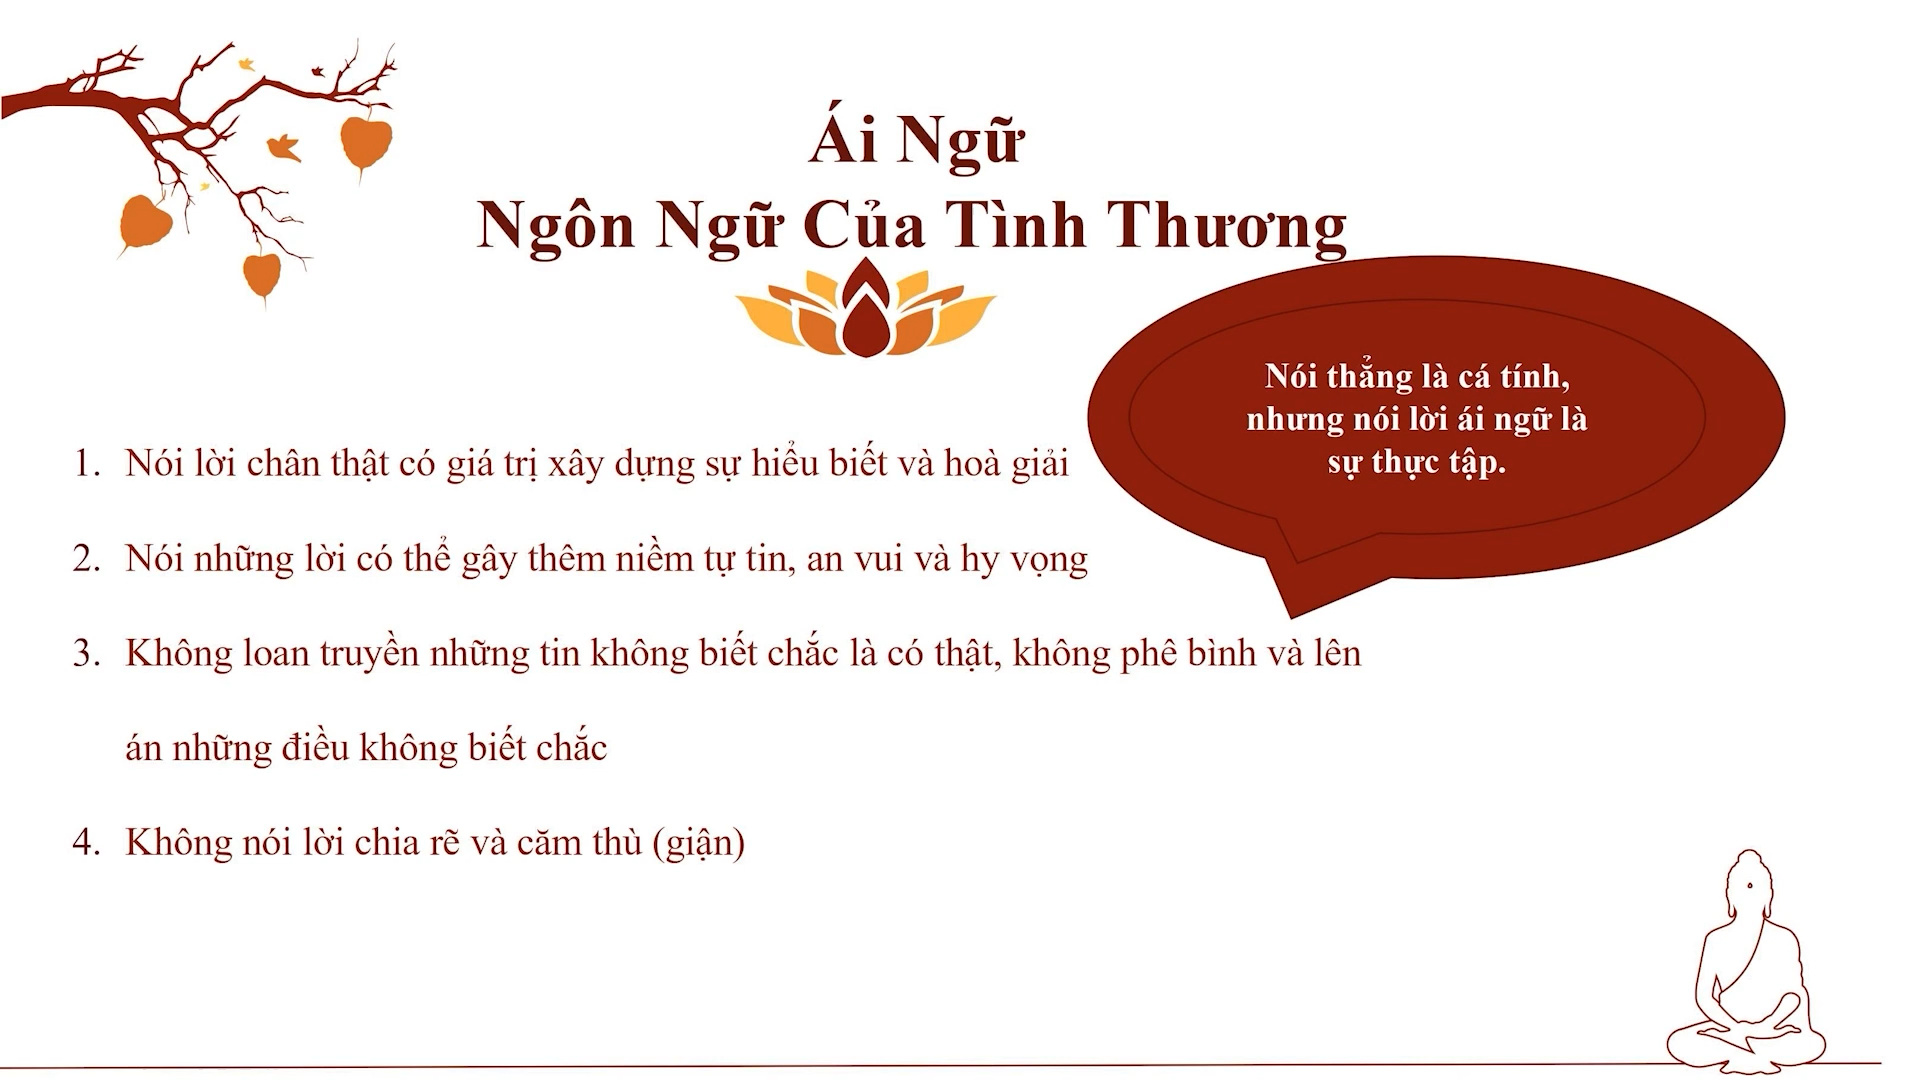 Ái Ngữ
Ngôn Ngữ Của Tình Thương
Nói thẳng là cá tính,
nhưng nói lời ái ngữ là
sự thực tập.
1. Nói lời chân thật có giá trị xây dựng sự hiểu biết và hoà giải
2. Nói những lời có thể gây thêm niềm tự tin, an vui và hy vọng
3. Không loan truyền những tin không biết chắc là có thật, không phê bình và lên
án những điều không biết chắc
4. Không nói lời chia rẽ và căm thù (giận)